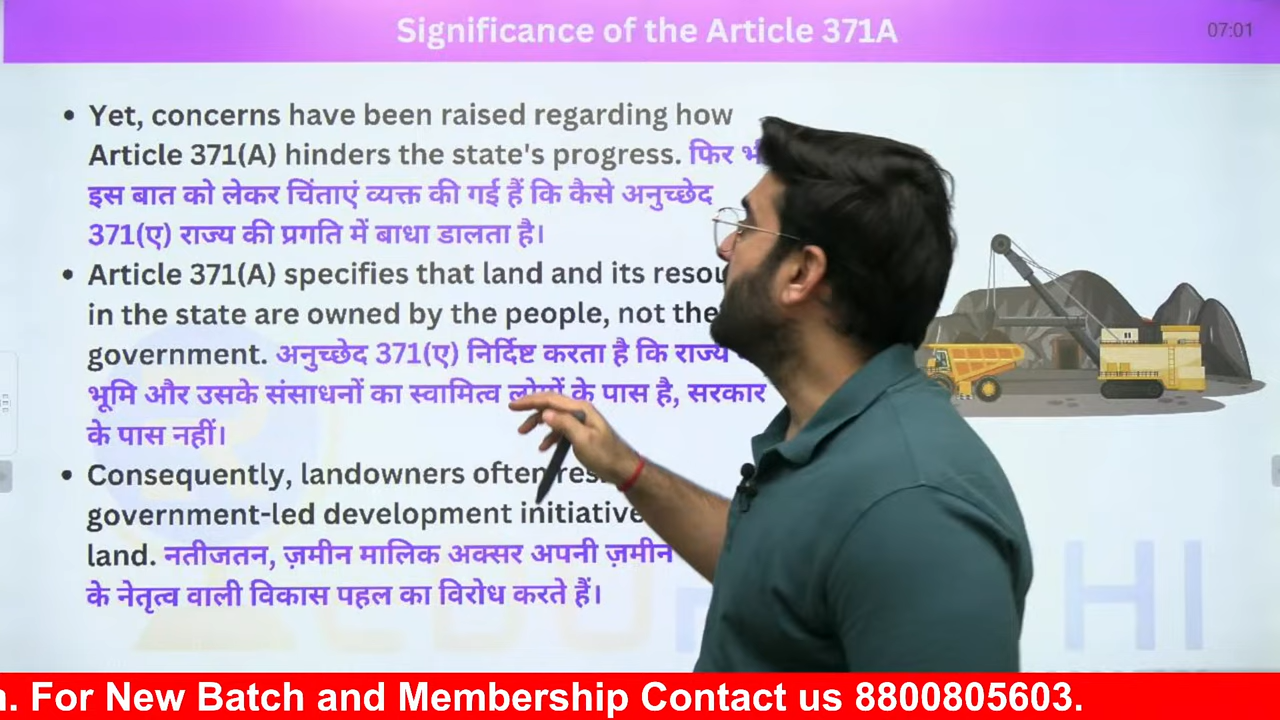 Significance of the Article 371A
07:01
• Yet, concerns have been raised regarding how
Article 371(A) hinders the state's progress. फिर
इस बात को लेकर चिंताएं व्यक्त की गई हैं कि कैसे अनुच्छेद
371(ए) राज्य की प्रगति में बाधा डालता है।
• Article 371(A) specifies that land and its
in the state are owned by the people, not the
government. अनुच्छेद 371(ए) निर्दिष्ट करता है कि राज्य
भूमि और उसके संसाधनों का स्वामित्व लोगों के पास है, सरकार
के पास नहीं।
• Consequently, landowners often
government-led development
land. नतीजतन, ज़मीन मालिक अक्सर अपनी ज़मीन
के नेतृत्व वाली विकास पहल का विरोध करते हैं।
For New Batch and Membership Contact us 8800805603.